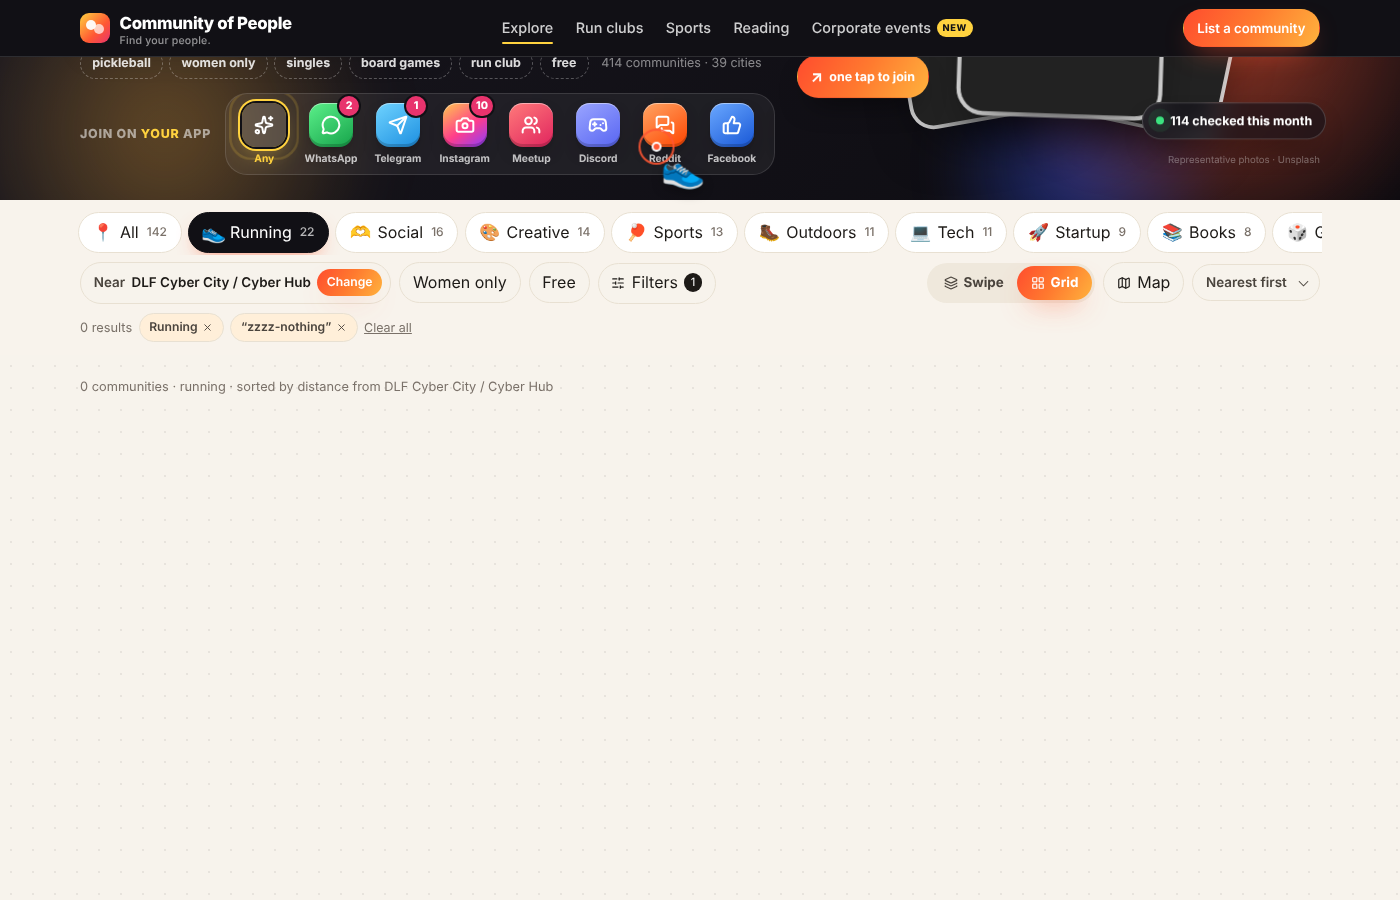 Community of People
Find your people.
Explore
Run clubs
Sports
Reading
Corporate events NEW
List a community
pickleball
women only
singles
board games
run club
free
414 communities · 39 cities
one tap to join
114 checked this month
JOIN ON YOUR APP
2
1
10
Any
WhatsApp
Telegram
Instagram
Meetup
Discord
Reddit
Facebook
Representative photos · Unsplash
All 142
Running 22
Social 16
Creative 14
Sports 13
Outdoors 11
Tech 11
Startup 9
Books 8
Near DLF Cyber City / Cyber Hub Change
Women only
Free
Filters 1
Swipe
Grid
Map
Nearest first
0 results
Running ×
“zzzz-nothing” ×
Clear all
0 communities · running · sorted by distance from DLF Cyber City / Cyber Hub